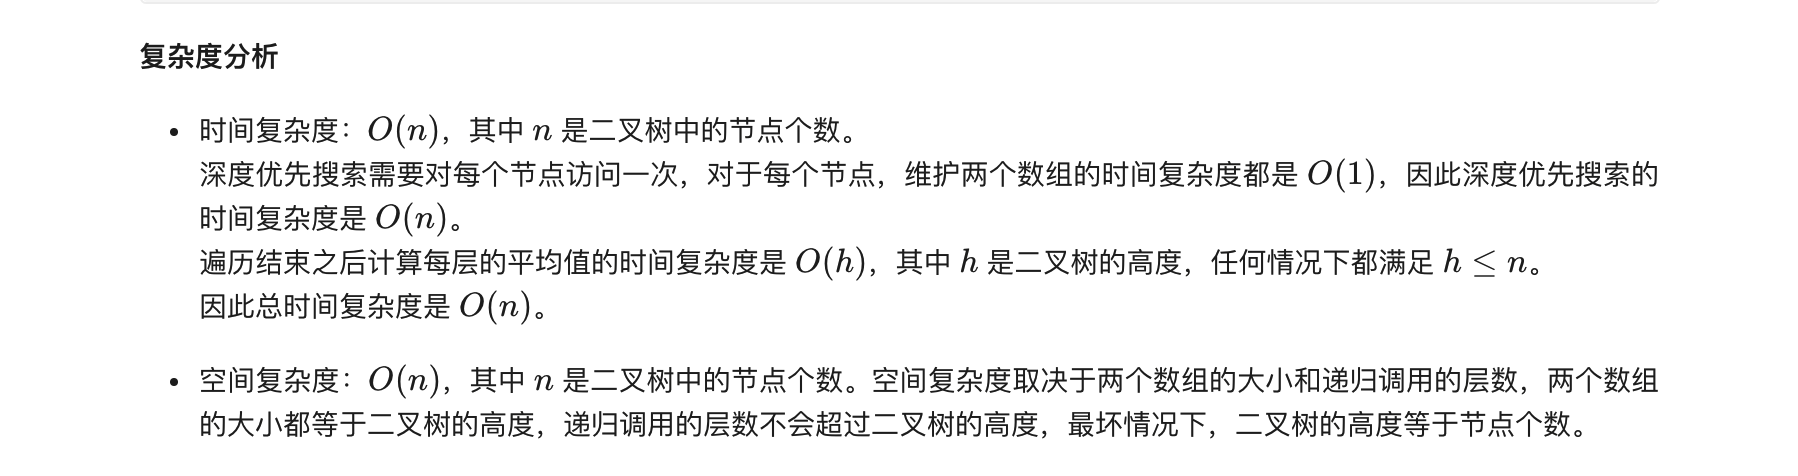 复杂度分析
• 时间复杂度：O(n)，其中 n 是二叉树中的节点个数。
深度优先搜索需要对每个节点访问一次，对于每个节点，维护两个数组的时间复杂度都是 O(1)，因此深度优先搜索的
时间复杂度是 O(n)。
遍历结束之后计算每层的平均值的时间复杂度是 O(h)，其中 h 是二叉树的高度，任何情况下都满足 h ≤ n。
因此总时间复杂度是 O(n)。
• 空间复杂度：O(n)，其中 n 是二叉树中的节点个数。空间复杂度取决于两个数组的大小和递归调用的层数，两个数组
的大小都等于二叉树的高度，递归调用的层数不会超过二叉树的高度，最坏情况下，二叉树的高度等于节点个数。